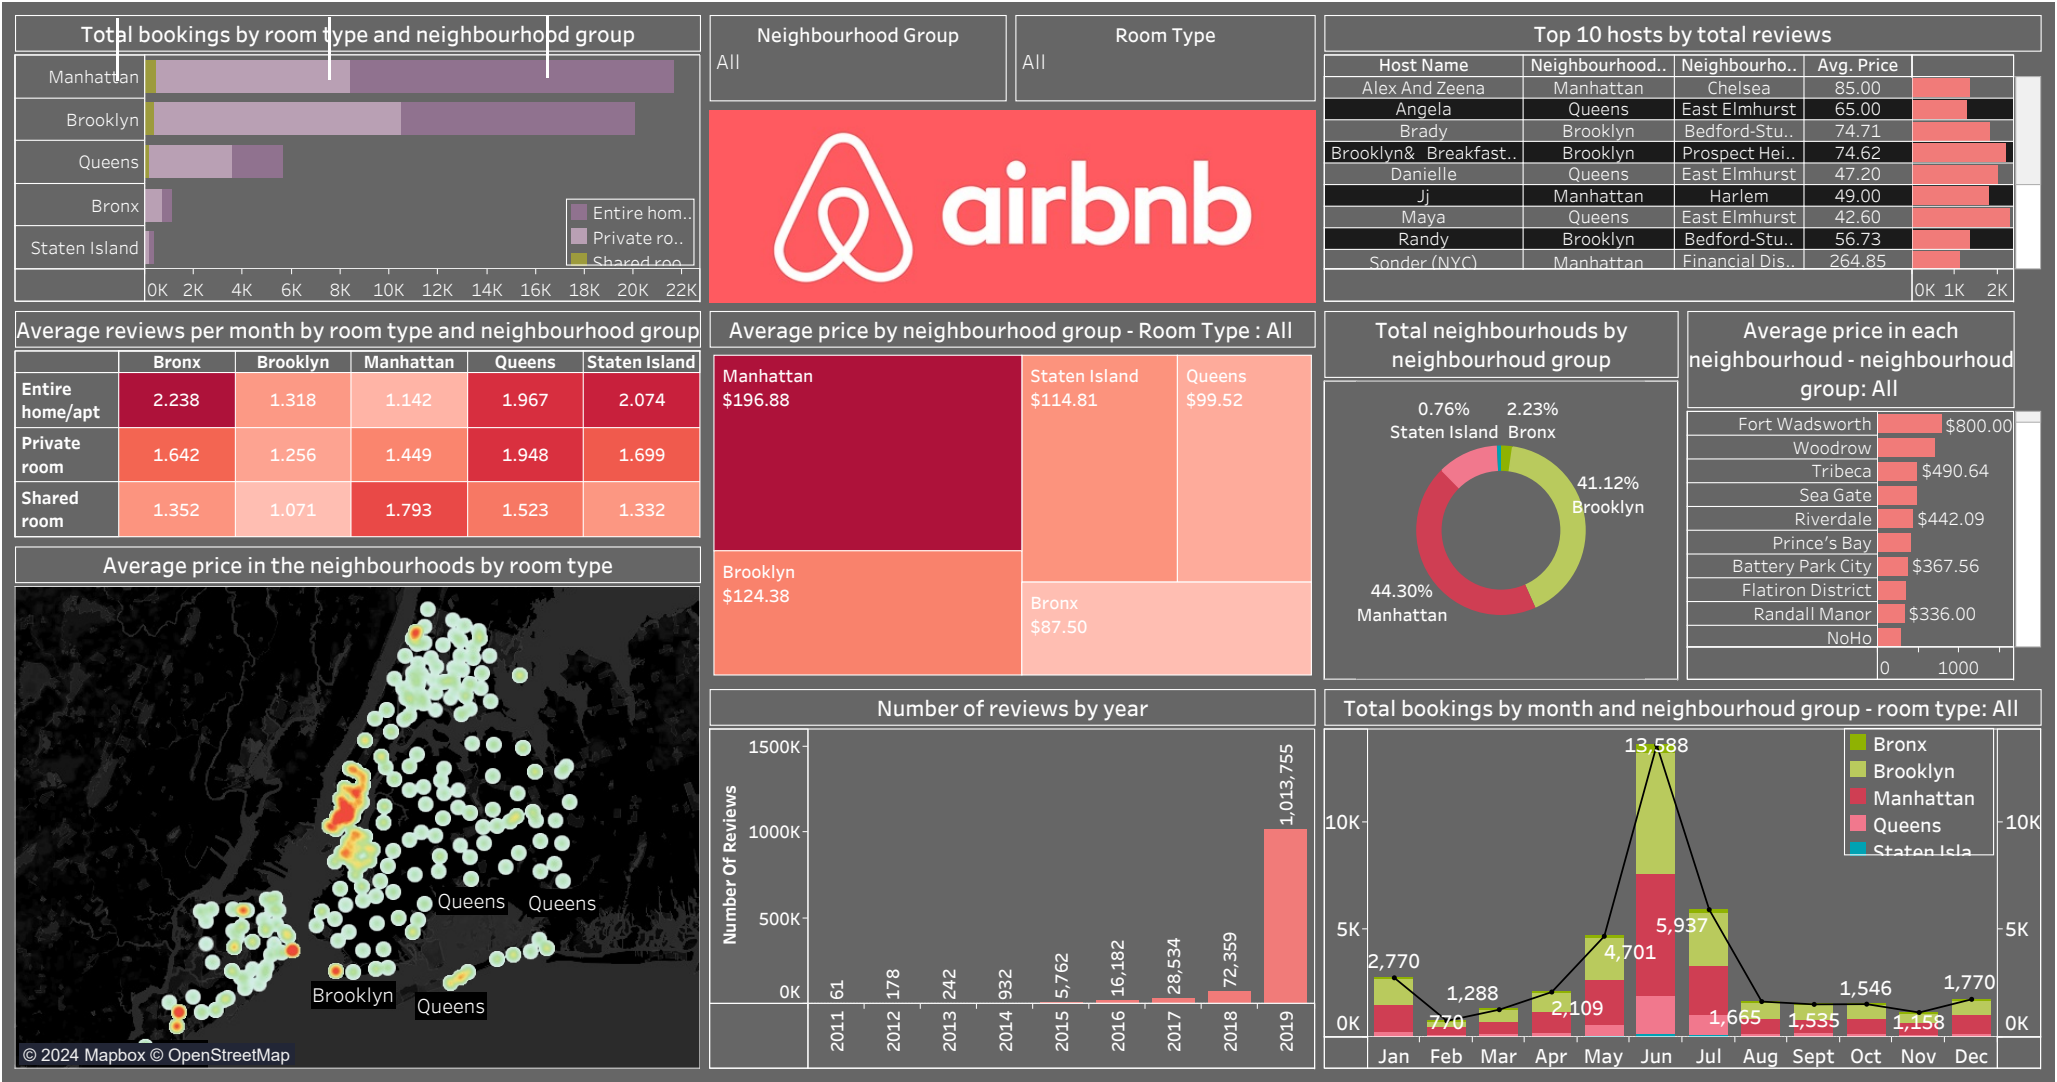 Total bookings by room type and neighbourhood group
Manhattan
Brooklyn
Queens
Bronx
Staten Island
Entire hom..
Private ro..
Shared roo
0K 2K 4K 6K 8K 10K 12K 14K 16K 18K 20K 22K
Neighbourhood Group
All
Room Type
All
airbnb
Top 10 hosts by total reviews
Host Name Neighbourhood.. Neighbourho.. Avg. Price
Alex And Zeena Manhattan Chelsea 85.00
Angela Queens East Elmhurst 65.00
Brady Brooklyn Bedford-Stu.. 74.71
Brooklyn& Breakfast.. Brooklyn Prospect Hei.. 74.62
Danielle Queens East Elmhurst 47.20
Jj Manhattan Harlem 49.00
Maya Queens East Elmhurst 42.60
Randy Brooklyn Bedford-Stu.. 56.73
Sonder (NYC) Manhattan Financial Dis.. 264.85
0K 1K 2K
Average reviews per month by room type and neighbourhood group
Bronx Brooklyn Manhattan Queens Staten Island
Entire home/apt 2.238 1.318 1.142 1.967 2.074
Private room 1.642 1.256 1.449 1.948 1.699
Shared room 1.352 1.071 1.793 1.523 1.332
Average price by neighbourhood group - Room Type : All
Manhattan
$196.88
Staten Island
$114.81
Queens
$99.52
Brooklyn
$124.38
Bronx
$87.50
Total neighbourhouds by
neighbourhoud group
0.76%
Staten Island
2.23%
Bronx
41.12%
Brooklyn
44.30%
Manhattan
Average price in each
neighbourhoud - neighbourhoud
group: All
Fort Wadsworth $800.00
Woodrow
Tribeca $490.64
Sea Gate
Riverdale $442.09
Prince's Bay
Battery Park City $367.56
Flatiron District
Randall Manor $336.00
NoHo
0 1000
Average price in the neighbourhoods by room type
Queens Queens
Brooklyn
Queens
© 2024 Mapbox © OpenStreetMap
Number of reviews by year
Number Of Reviews
1500K
1000K
500K
0K
61 178 242 932 5,762 16,182 28,534 72,359 1,013,755
2011 2012 2013 2014 2015 2016 2017 2018 2019
Total bookings by month and neighbourhoud group - room type: All
Bronx
Brooklyn
Manhattan
Queens
Staten Isla
10K 10K
5K 5K
0K 0K
2,770 770 1,288 2,109 4,701 13,588 5,937 1,665 1,535 1,546 1,158 1,770
Jan Feb Mar Apr May Jun Jul Aug Sept Oct Nov Dec